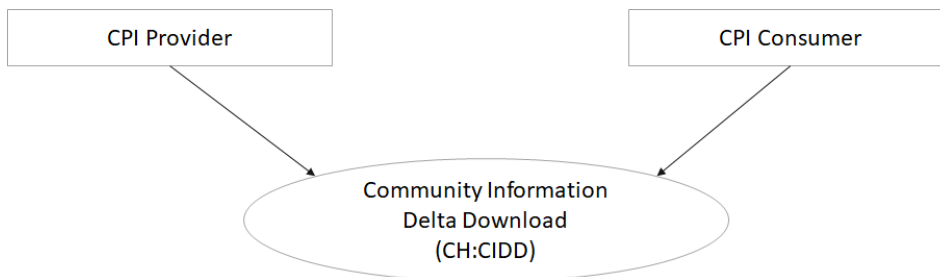 CPI Provider
CPI Consumer
Community Information
Delta Download
(CH:CIDD)